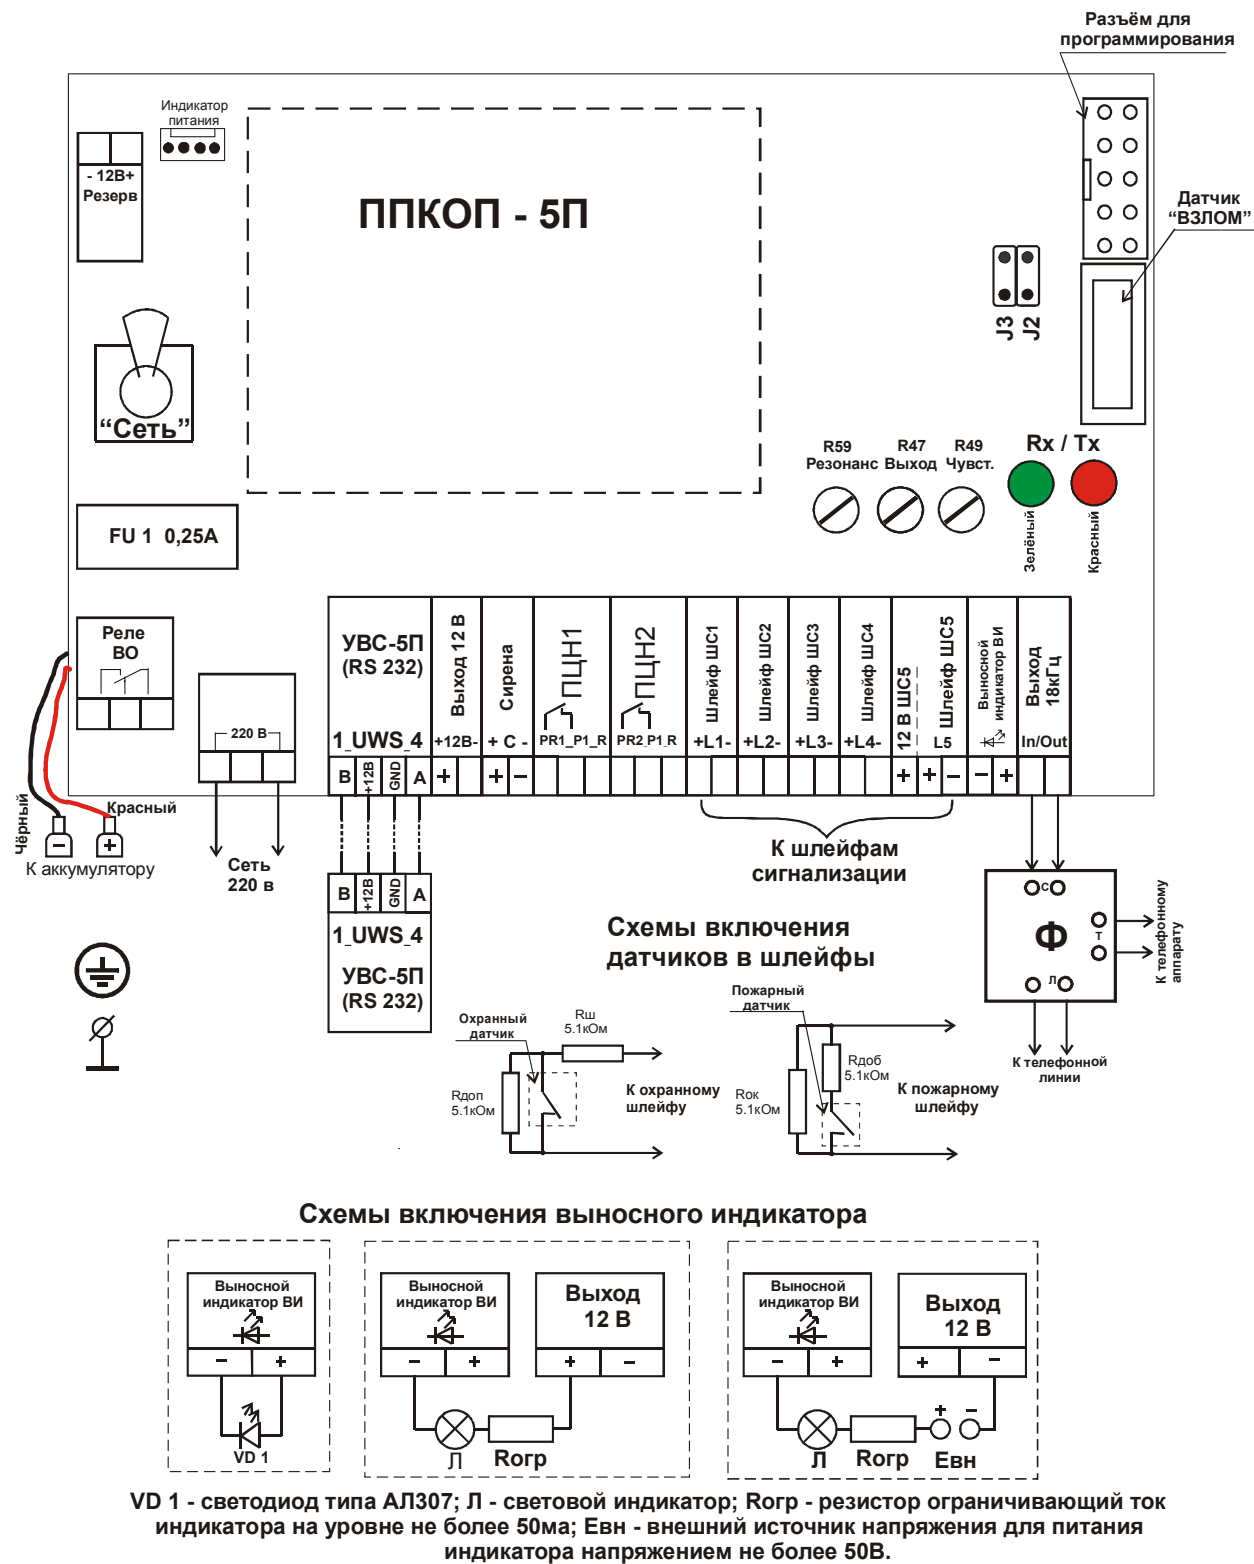 Разъём для
программирования
Индикатор
питания
- 12В+
Резерв
ППКОП - 5П
Датчик
“ВЗЛОМ”
J3
J2
“Сеть”
R59
Резонанс
R47
Выход
R49
Чувст.
Rx / Tx
Зелёный
Красный
FU 1 0,25А
Реле
ВО
220 В
УВС-5П
(RS 232)
1_UWS_4
В
+12В
GND
А
Выход 12 В
+12В-
+
Сирена
+ С -
+
−
ПЦН1
PR1_P1_R
ПЦН2
PR2_P1_R
Шлейф ШС1
+L1-
Шлейф ШС2
+L2-
Шлейф ШС3
+L3-
Шлейф ШС4
+L4-
12 В ШС5
Шлейф ШС5
L5
+
+
−
Выносной
индикатор ВИ
−
+
Выход
18кГц
In/Out
Чёрный
Красный
−
+
К аккумулятору
Сеть
220 в
В
+12В
GND
А
1_UWS_4
УВС-5П
(RS 232)
К шлейфам
сигнализации
С
Ф
Т
Л
К телефонному
аппарату
К телефонной
линии
Схемы включения
датчиков в шлейфы
Охранный
датчик
Rш
5.1кОм
Rдоп
5.1кОм
К охранному
шлейфу
Пожарный
датчик
Rдоб
5.1кОм
Rок
5.1кОм
К пожарному
шлейфу
Схемы включения выносного индикатора
Выносной
индикатор ВИ
− +
VD 1
Выносной
индикатор ВИ
− +
Выход
12 В
+ −
Л
Rогр
Выносной
индикатор ВИ
− +
Выход
12 В
+ −
+ −
Л
Rогр
Евн
VD 1 - светодиод типа АЛ307; Л - световой индикатор; Rогр - резистор ограничивающий ток
индикатора на уровне не более 50ма; Евн - внешний источник напряжения для питания
индикатора напряжением не более 50В.